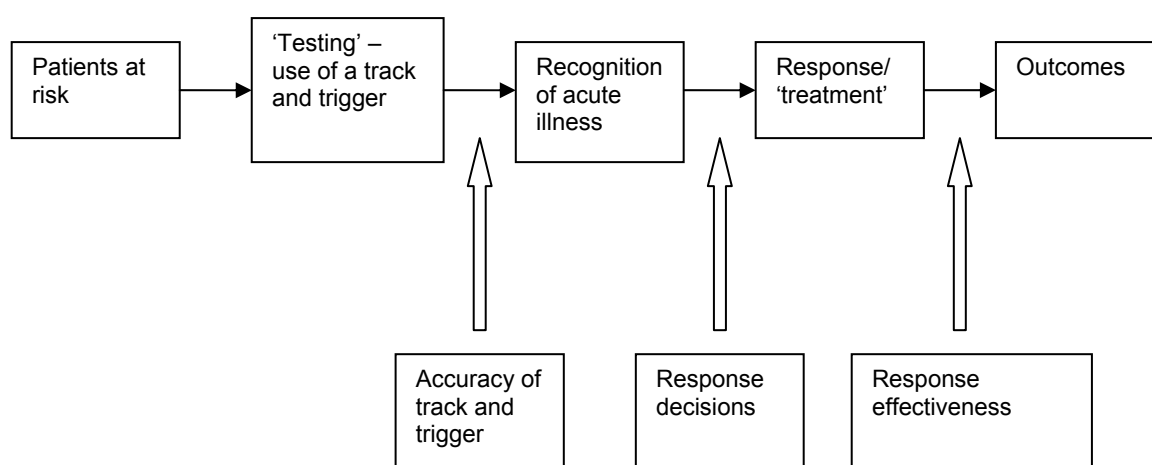 Patients at
risk
‘Testing’ –
use of a track
and trigger
Recognition
of acute
illness
Response/
‘treatment’
Outcomes
Accuracy of
track and
trigger
Response
decisions
Response
effectiveness